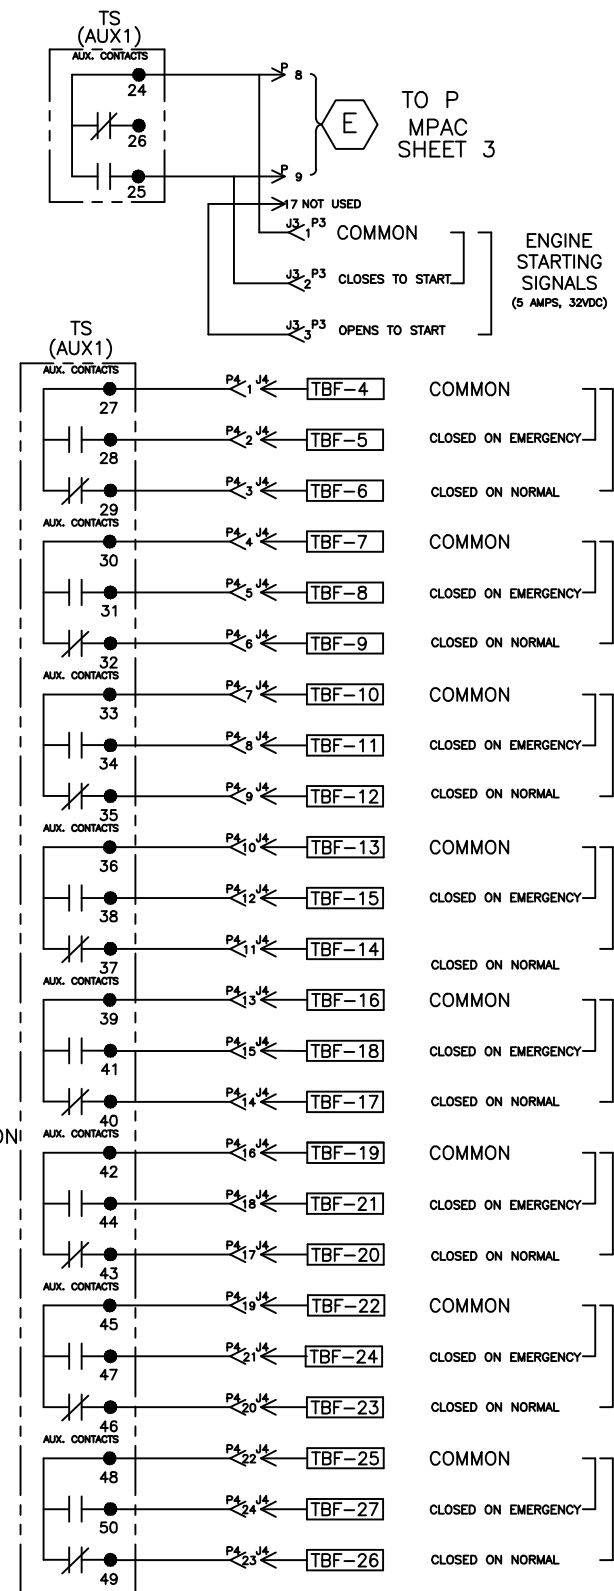 TS
(AUX1)
AUX. CONTACTS
24
P 8
26
E
TO P
MPAC
SHEET 3
25
P 9
17 NOT USED
J3 1 P3 COMMON
J3 2 P3 CLOSES TO START
J3 3 P3 OPENS TO START
ENGINE
STARTING
SIGNALS
(5 AMPS, 32VDC)
TS
(AUX1)
AUX. CONTACTS
27 P4 1 J4 TBF-4 COMMON
28 P4 2 J4 TBF-5 CLOSED ON EMERGENCY
29 P4 3 J4 TBF-6 CLOSED ON NORMAL
AUX. CONTACTS
30 P4 4 J4 TBF-7 COMMON
31 P4 5 J4 TBF-8 CLOSED ON EMERGENCY
32 P4 6 J4 TBF-9 CLOSED ON NORMAL
AUX. CONTACTS
33 P4 7 J4 TBF-10 COMMON
34 P4 8 J4 TBF-11 CLOSED ON EMERGENCY
35 P4 9 J4 TBF-12 CLOSED ON NORMAL
AUX. CONTACTS
36 P4 10 J4 TBF-13 COMMON
38 P4 12 J4 TBF-15 CLOSED ON EMERGENCY
37 P4 11 J4 TBF-14 CLOSED ON NORMAL
AUX. CONTACTS
39 P4 13 J4 TBF-16 COMMON
41 P4 15 J4 TBF-18 CLOSED ON EMERGENCY
40 P4 14 J4 TBF-17 CLOSED ON NORMAL
ON
AUX. CONTACTS
42 P4 16 J4 TBF-19 COMMON
44 P4 18 J4 TBF-21 CLOSED ON EMERGENCY
43 P4 17 J4 TBF-20 CLOSED ON NORMAL
AUX. CONTACTS
45 P4 19 J4 TBF-22 COMMON
47 P4 21 J4 TBF-24 CLOSED ON EMERGENCY
46 P4 20 J4 TBF-23 CLOSED ON NORMAL
AUX. CONTACTS
48 P4 22 J4 TBF-25 COMMON
50 P4 24 J4 TBF-27 CLOSED ON EMERGENCY
49 P4 23 J4 TBF-26 CLOSED ON NORMAL